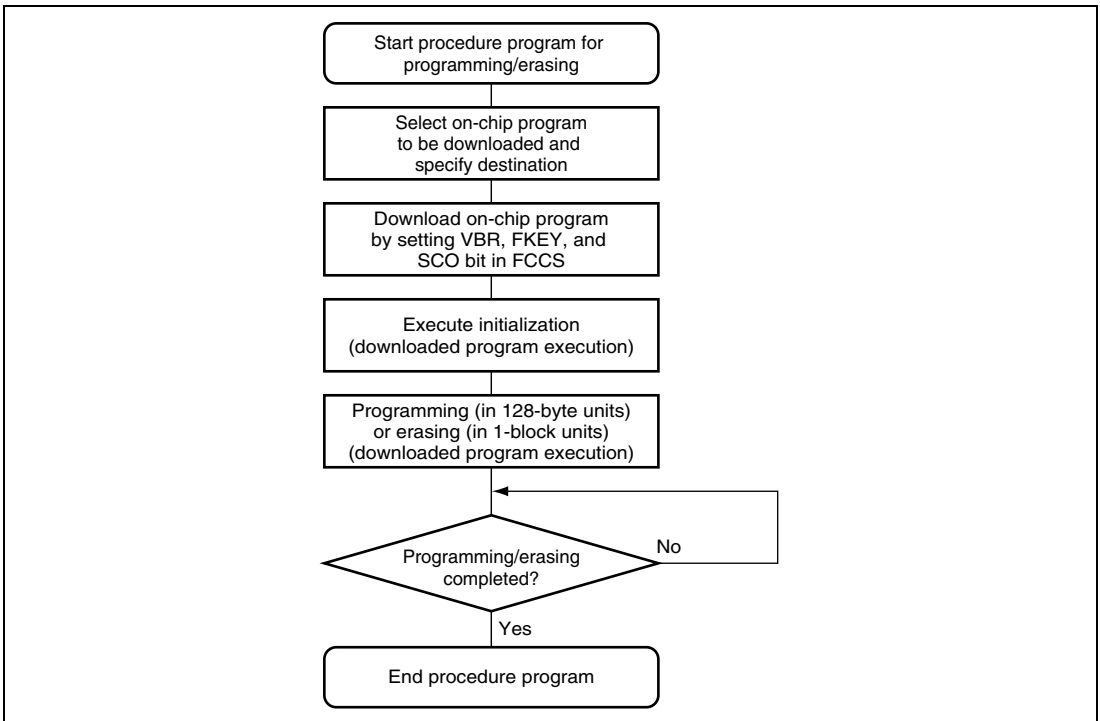 Start procedure program for
programming/erasing
Select on-chip program
to be downloaded and
specify destination
Download on-chip program
by setting VBR, FKEY, and
SCO bit in FCCS
Execute initialization
(downloaded program execution)
Programming (in 128-byte units)
or erasing (in 1-block units)
(downloaded program execution)
Programming/erasing
completed?
No
Yes
End procedure program